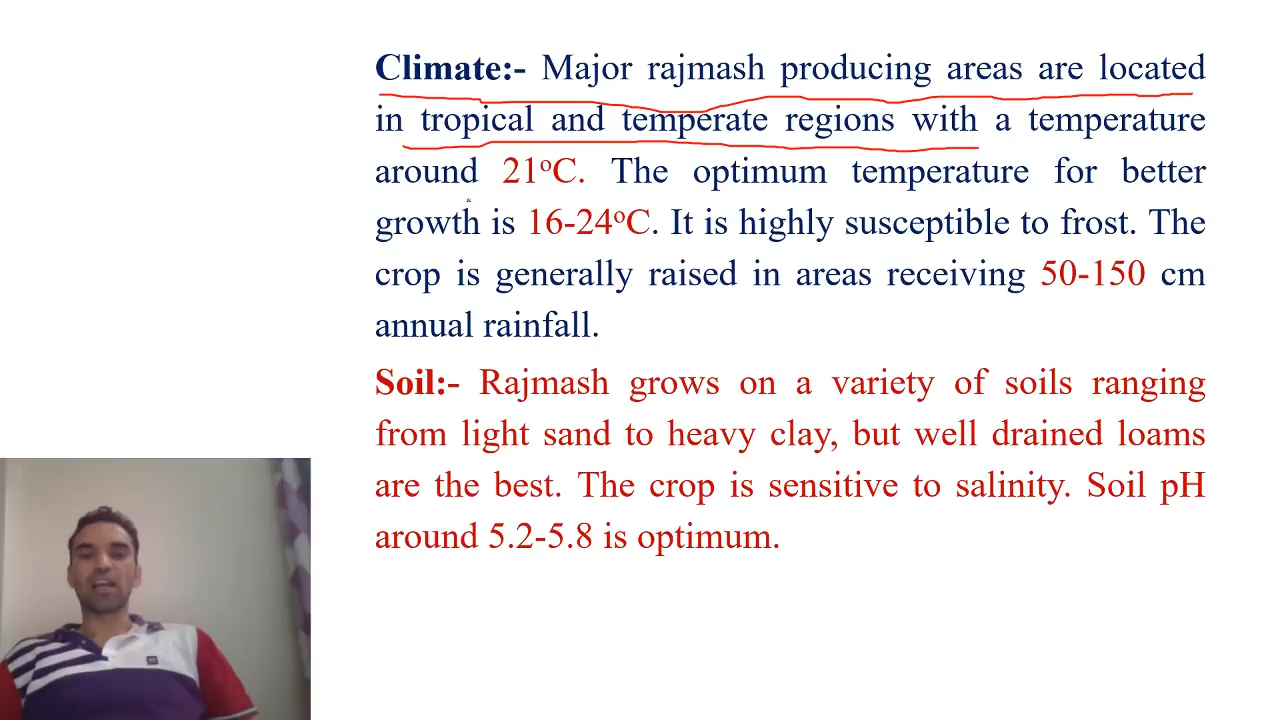 Climate:- Major rajmash producing areas are located
in tropical and temperate regions with a temperature
around 21°C. The optimum temperature for better
growth is 16-24°C. It is highly susceptible to frost. The
crop is generally raised in areas receiving 50-150 cm
annual rainfall.
Soil:- Rajmash grows on a variety of soils ranging
from light sand to heavy clay, but well drained loams
are the best. The crop is sensitive to salinity. Soil pH
around 5.2-5.8 is optimum.